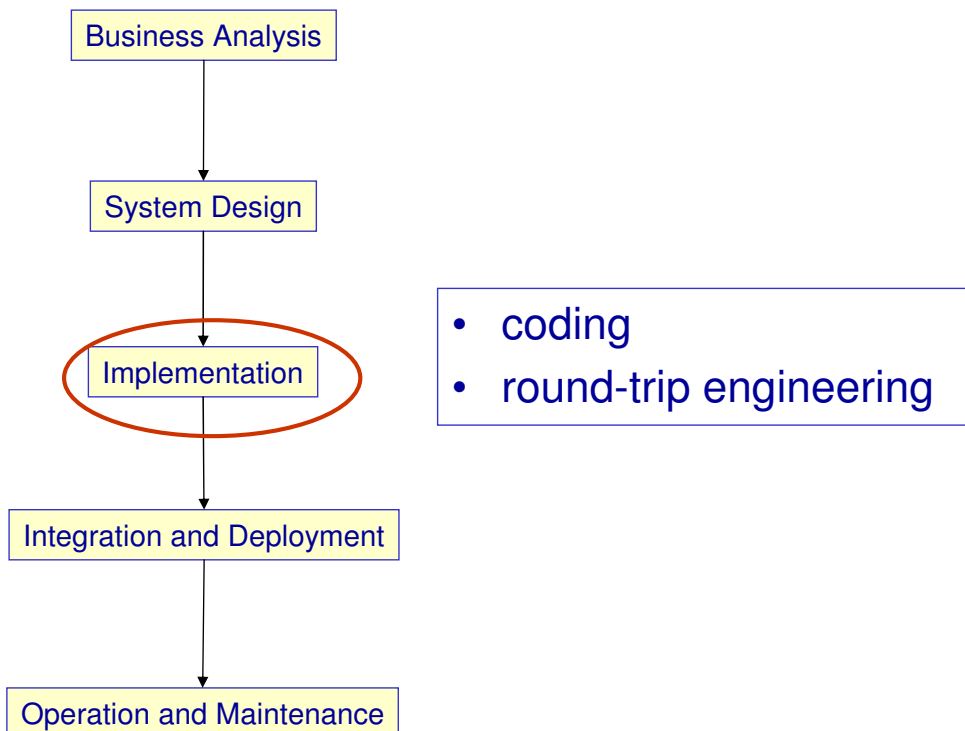 Business Analysis
System Design
Implementation
• coding
• round-trip engineering
Integration and Deployment
Operation and Maintenance